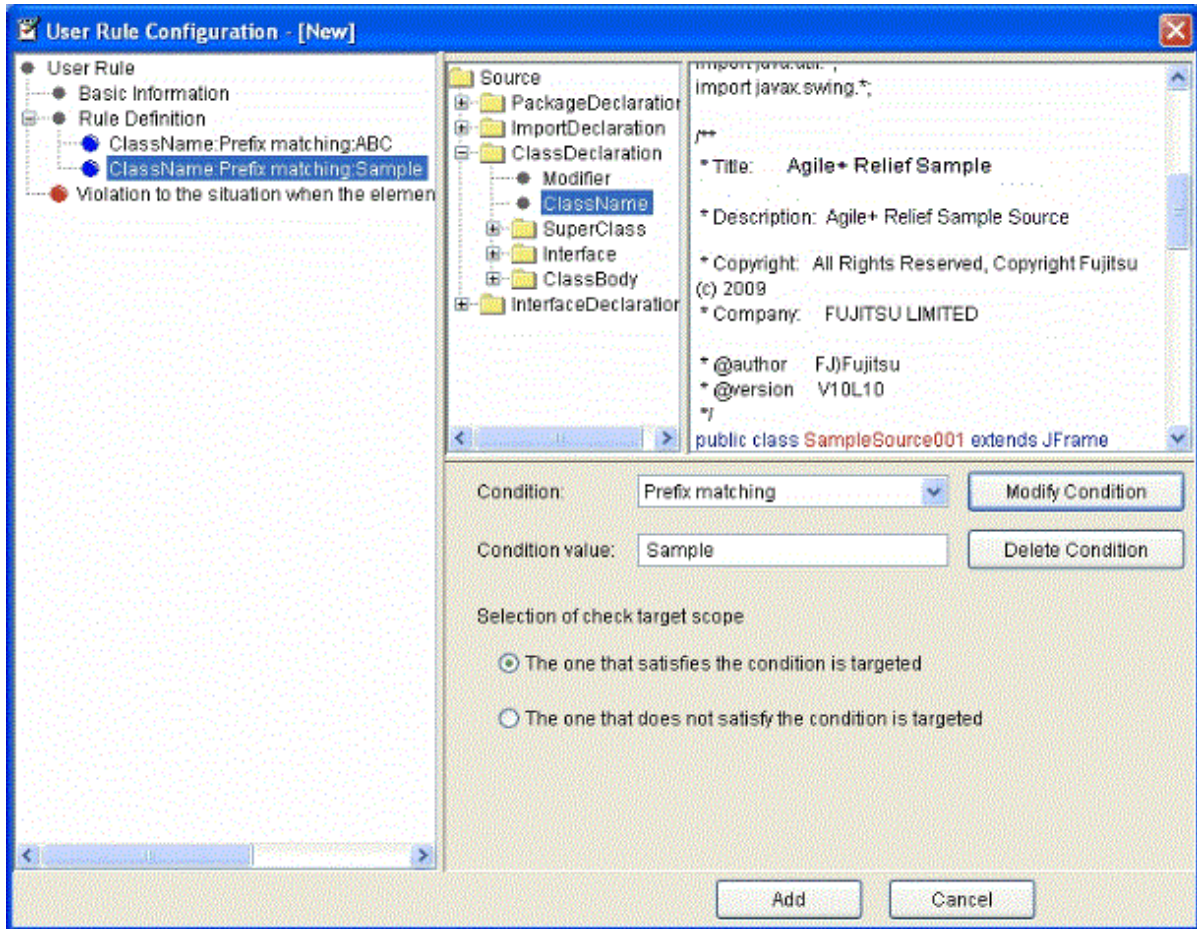 User Rule Configuration - [New]
User Rule
Basic Information
Rule Definition
ClassName:Prefix matching:ABC
ClassName:Prefix matching:Sample
Violation to the situation when the elemen
Source
PackageDeclaration
ImportDeclaration
ClassDeclaration
Modifier
ClassName
SuperClass
Interface
ClassBody
InterfaceDeclaration
import java.util.*;
import javax.swing.*;
/**
* Title: Agile+ Relief Sample
* Description: Agile+ Relief Sample Source
* Copyright: All Rights Reserved, Copyright Fujitsu
(c) 2009
* Company: FUJITSU LIMITED
* @author FJ)Fujitsu
* @version V10L10
*/
public class SampleSource001 extends JFrame
Condition: Prefix matching Modify Condition
Condition value: Sample Delete Condition
Selection of check target scope
The one that satisfies the condition is targeted
The one that does not satisfy the condition is targeted
Add Cancel